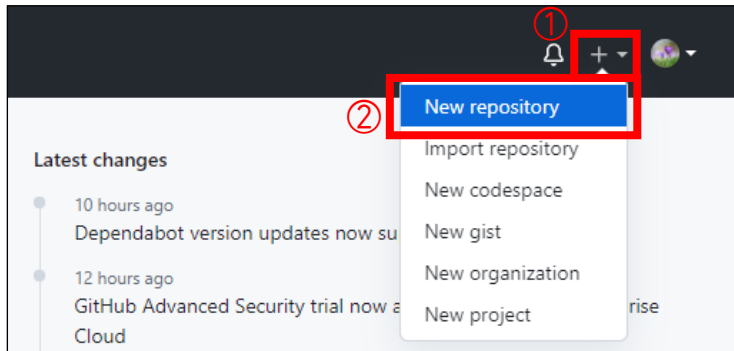 ①
②
New repository
Import repository
New codespace
New gist
New organization
New project
Latest changes
10 hours ago
Dependabot version updates now su
12 hours ago
GitHub Advanced Security trial now a rise
Cloud